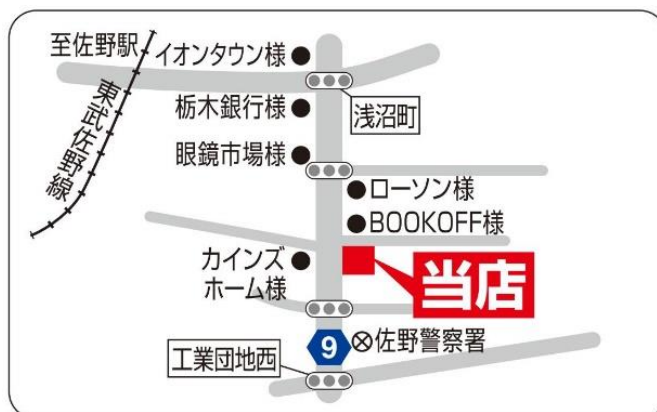 至佐野駅
イオンタウン様
東武佐野線
栃木銀行様
浅沼町
眼鏡市場様
ローソン様
BOOKOFF様
カインズ
ホーム様
当店
9
佐野警察署
工業団地西